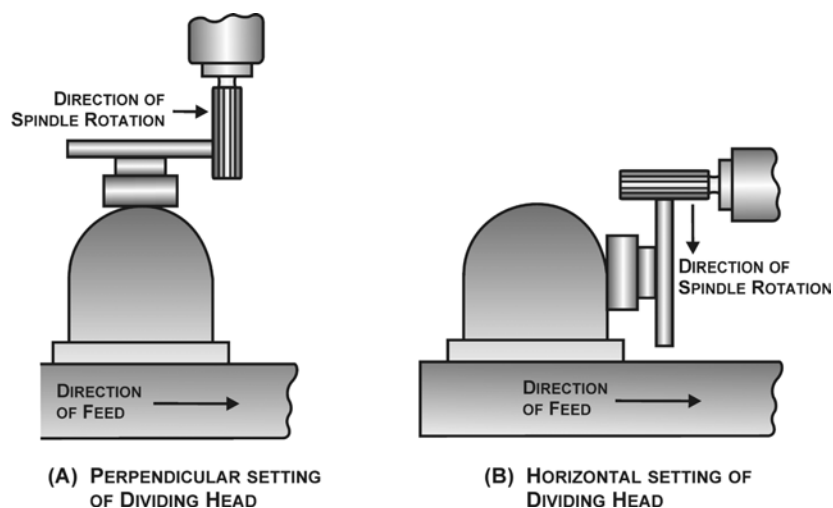 DIRECTION OF
SPINDLE ROTATION
DIRECTION
OF FEED
(A) PERPENDICULAR SETTING
OF DIVIDING HEAD
DIRECTION OF
SPINDLE ROTATION
DIRECTION
OF FEED
(B) HORIZONTAL SETTING OF
DIVIDING HEAD